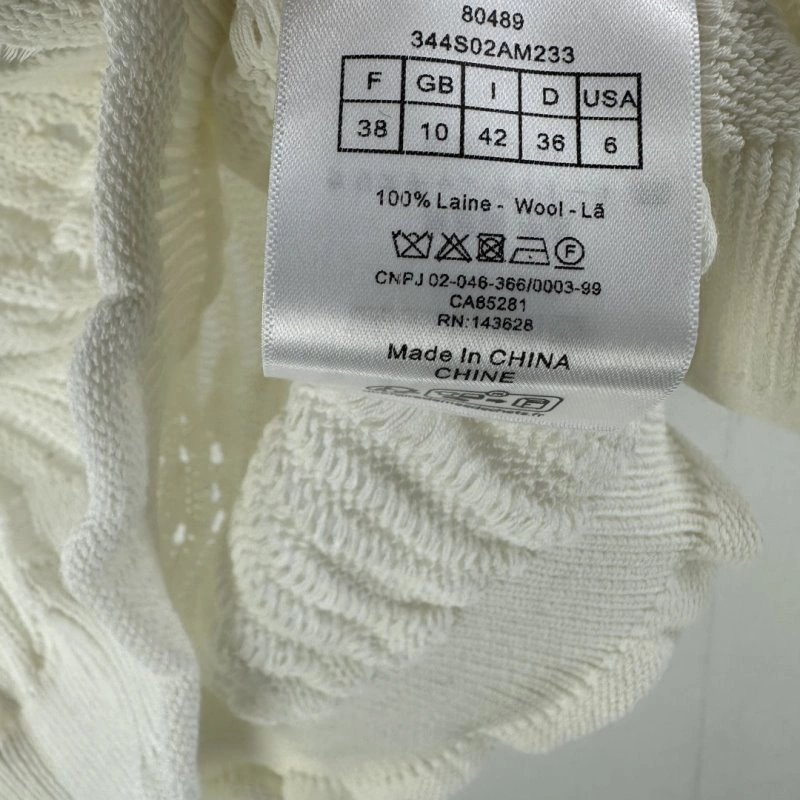 80489
344S02AM233
F GB I D USA
38 10 42 36 6
100% Laine - Wool - Lã
F
CNPJ 02-046-366/0003-99
CA65281
RN:143628
Made In CHINA
CHINE